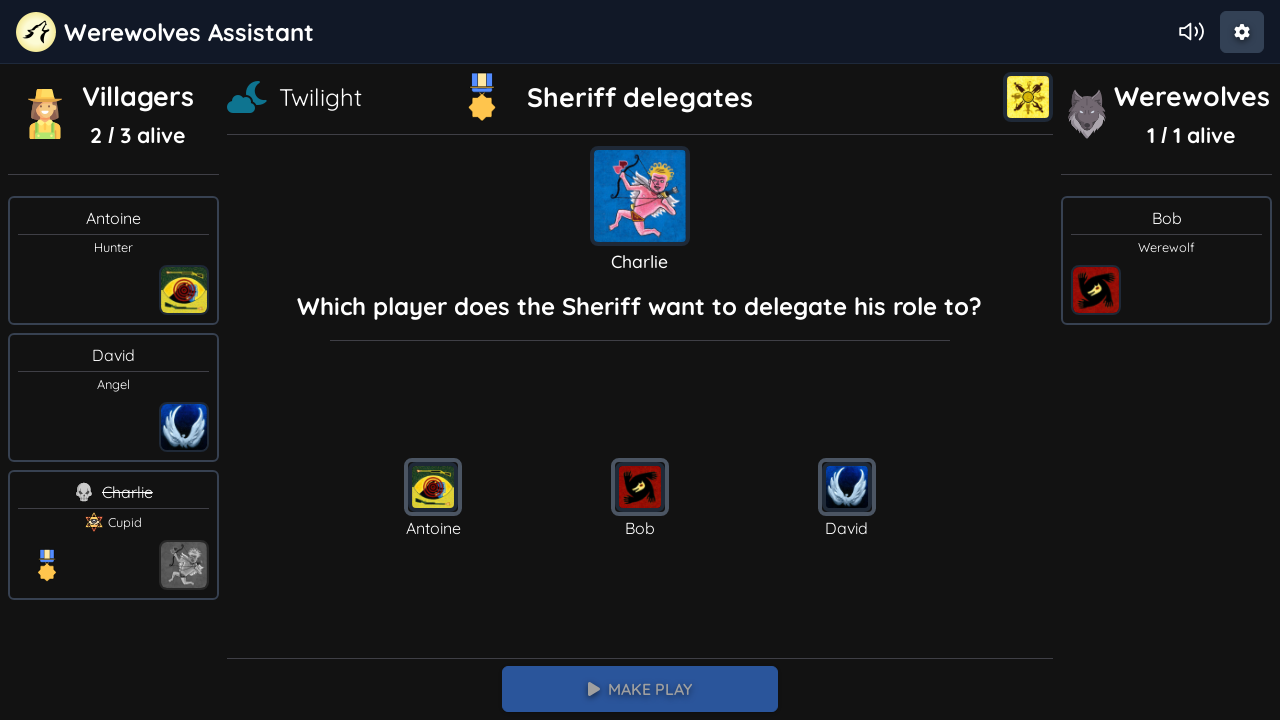 Werewolves Assistant
Villagers
2 / 3 alive
Twilight
Sheriff delegates
Werewolves
1 / 1 alive
Antoine
Hunter
David
Angel
Charlie
Cupid
Charlie
Which player does the Sheriff want to delegate his role to?
Antoine
Bob
David
MAKE PLAY
Bob
Werewolf